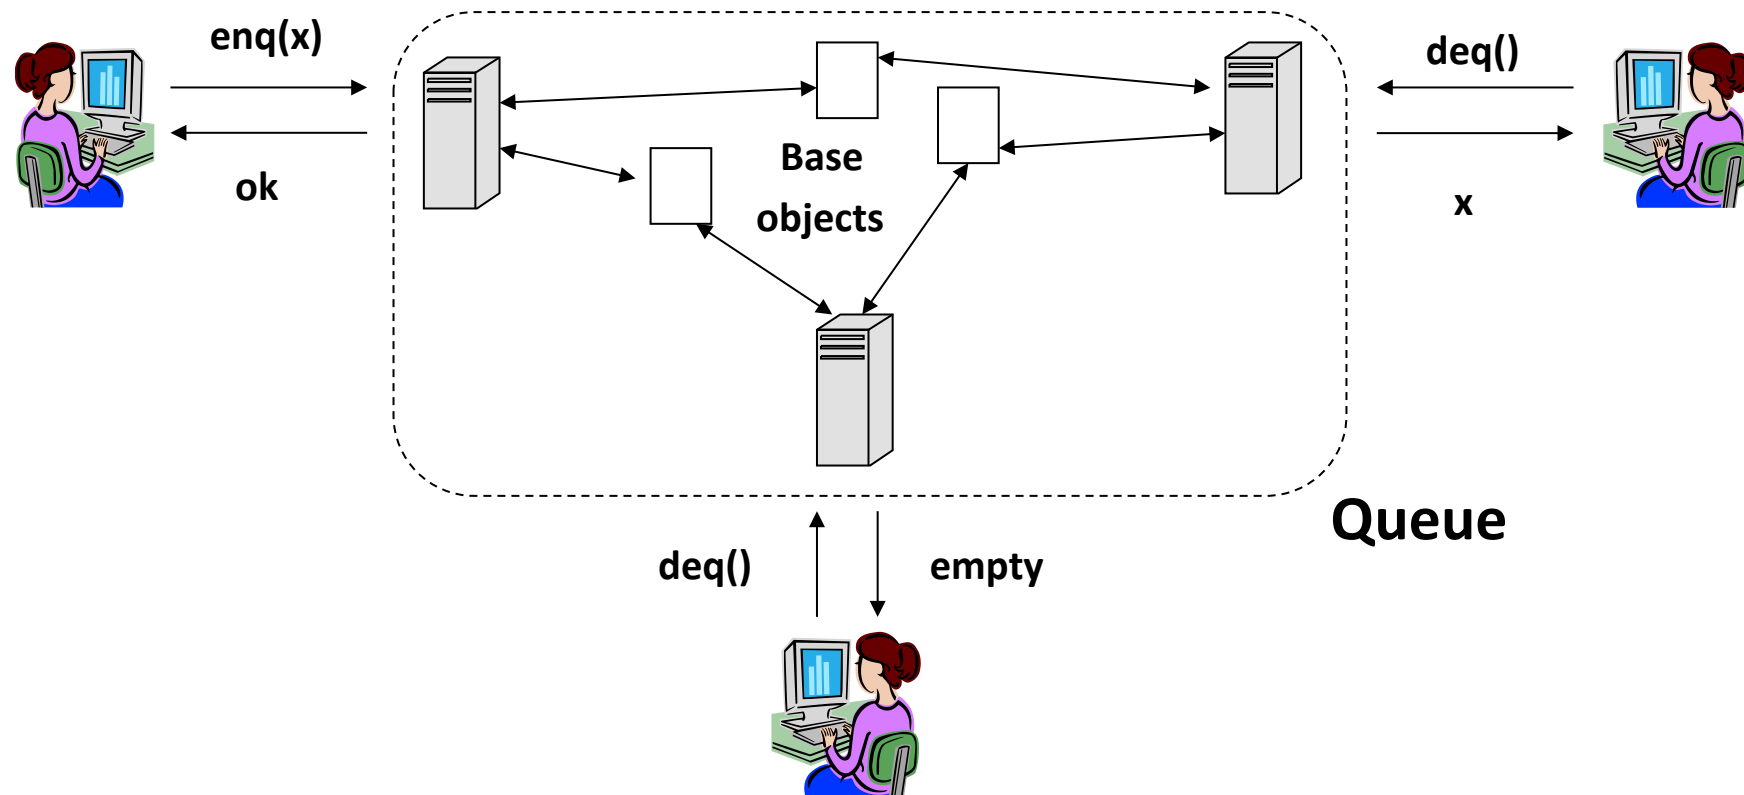 enq(x)
ok
Base
objects
deq()
x
Queue
deq()
empty